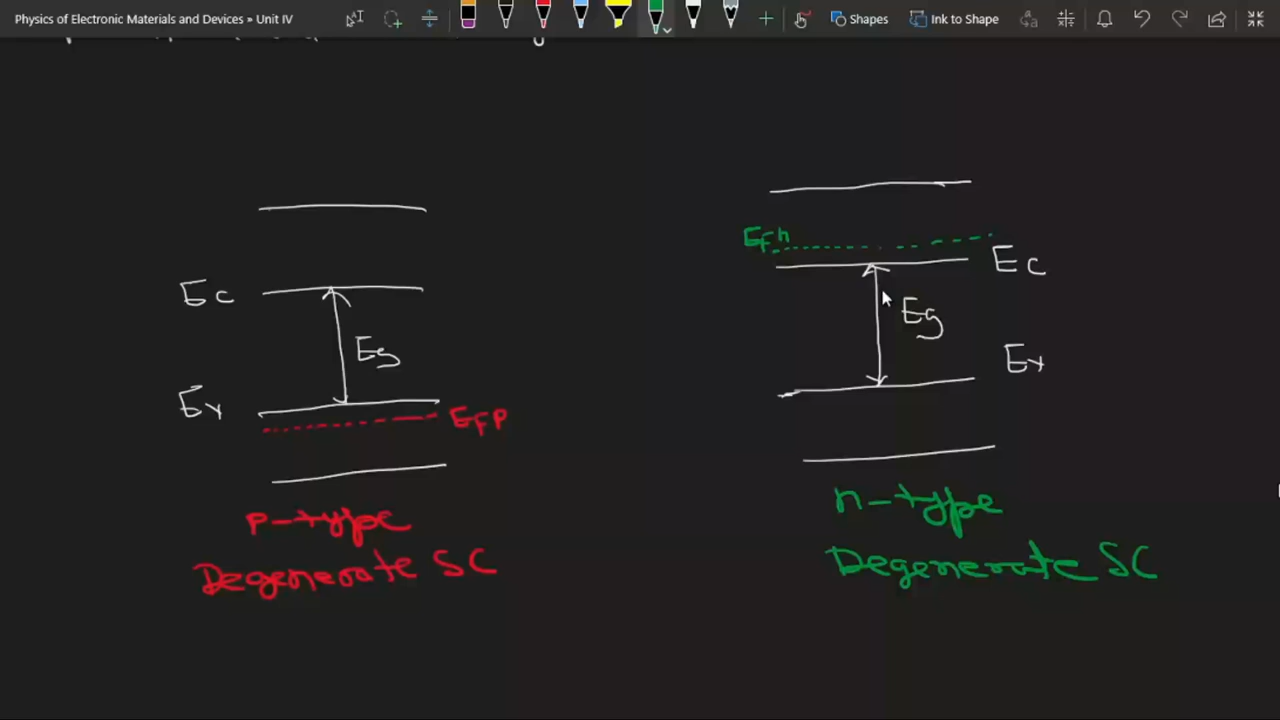 Physics of Electronic Materials and Devices » Unit IV
Shapes
Ink to Shape
EFn
Ec
Ec
Eg
Eg
Ev
Ev
EFP
P-type
Degenerate SC
n-type
Degenerate SC